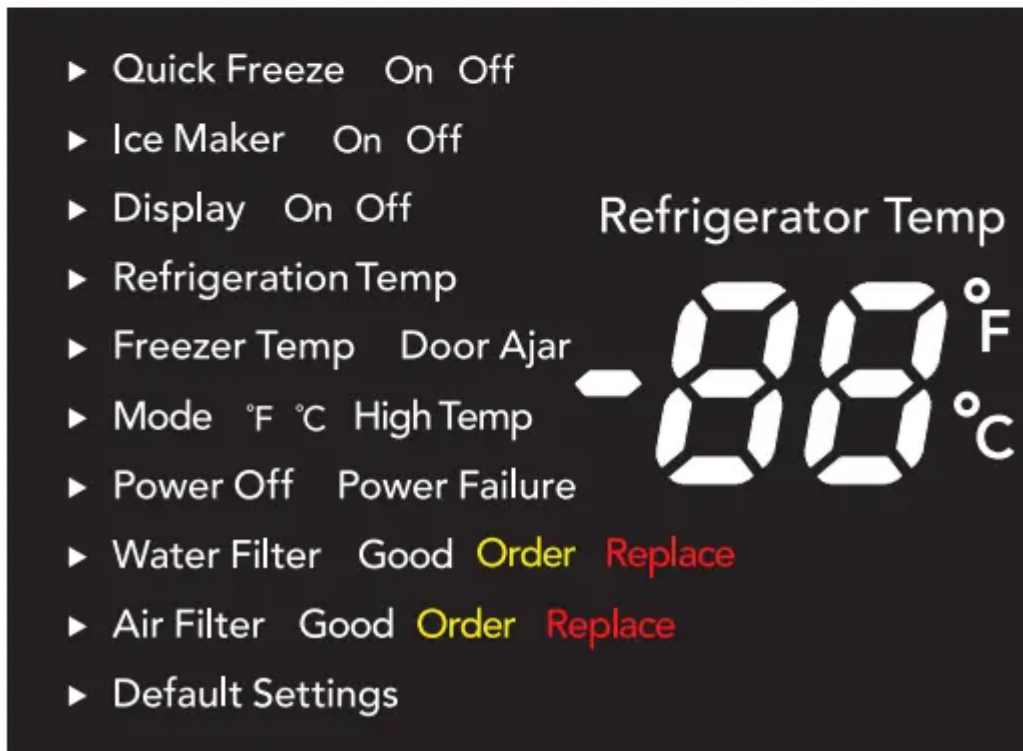 ▶ Quick Freeze On Off
▶ Ice Maker On Off
▶ Display On Off
Refrigerator Temp
▶ Refrigeration Temp
-88 °F °C
▶ Freezer Temp Door Ajar
▶ Mode °F °C High Temp
▶ Power Off Power Failure
▶ Water Filter Good Order Replace
▶ Air Filter Good Order Replace
▶ Default Settings